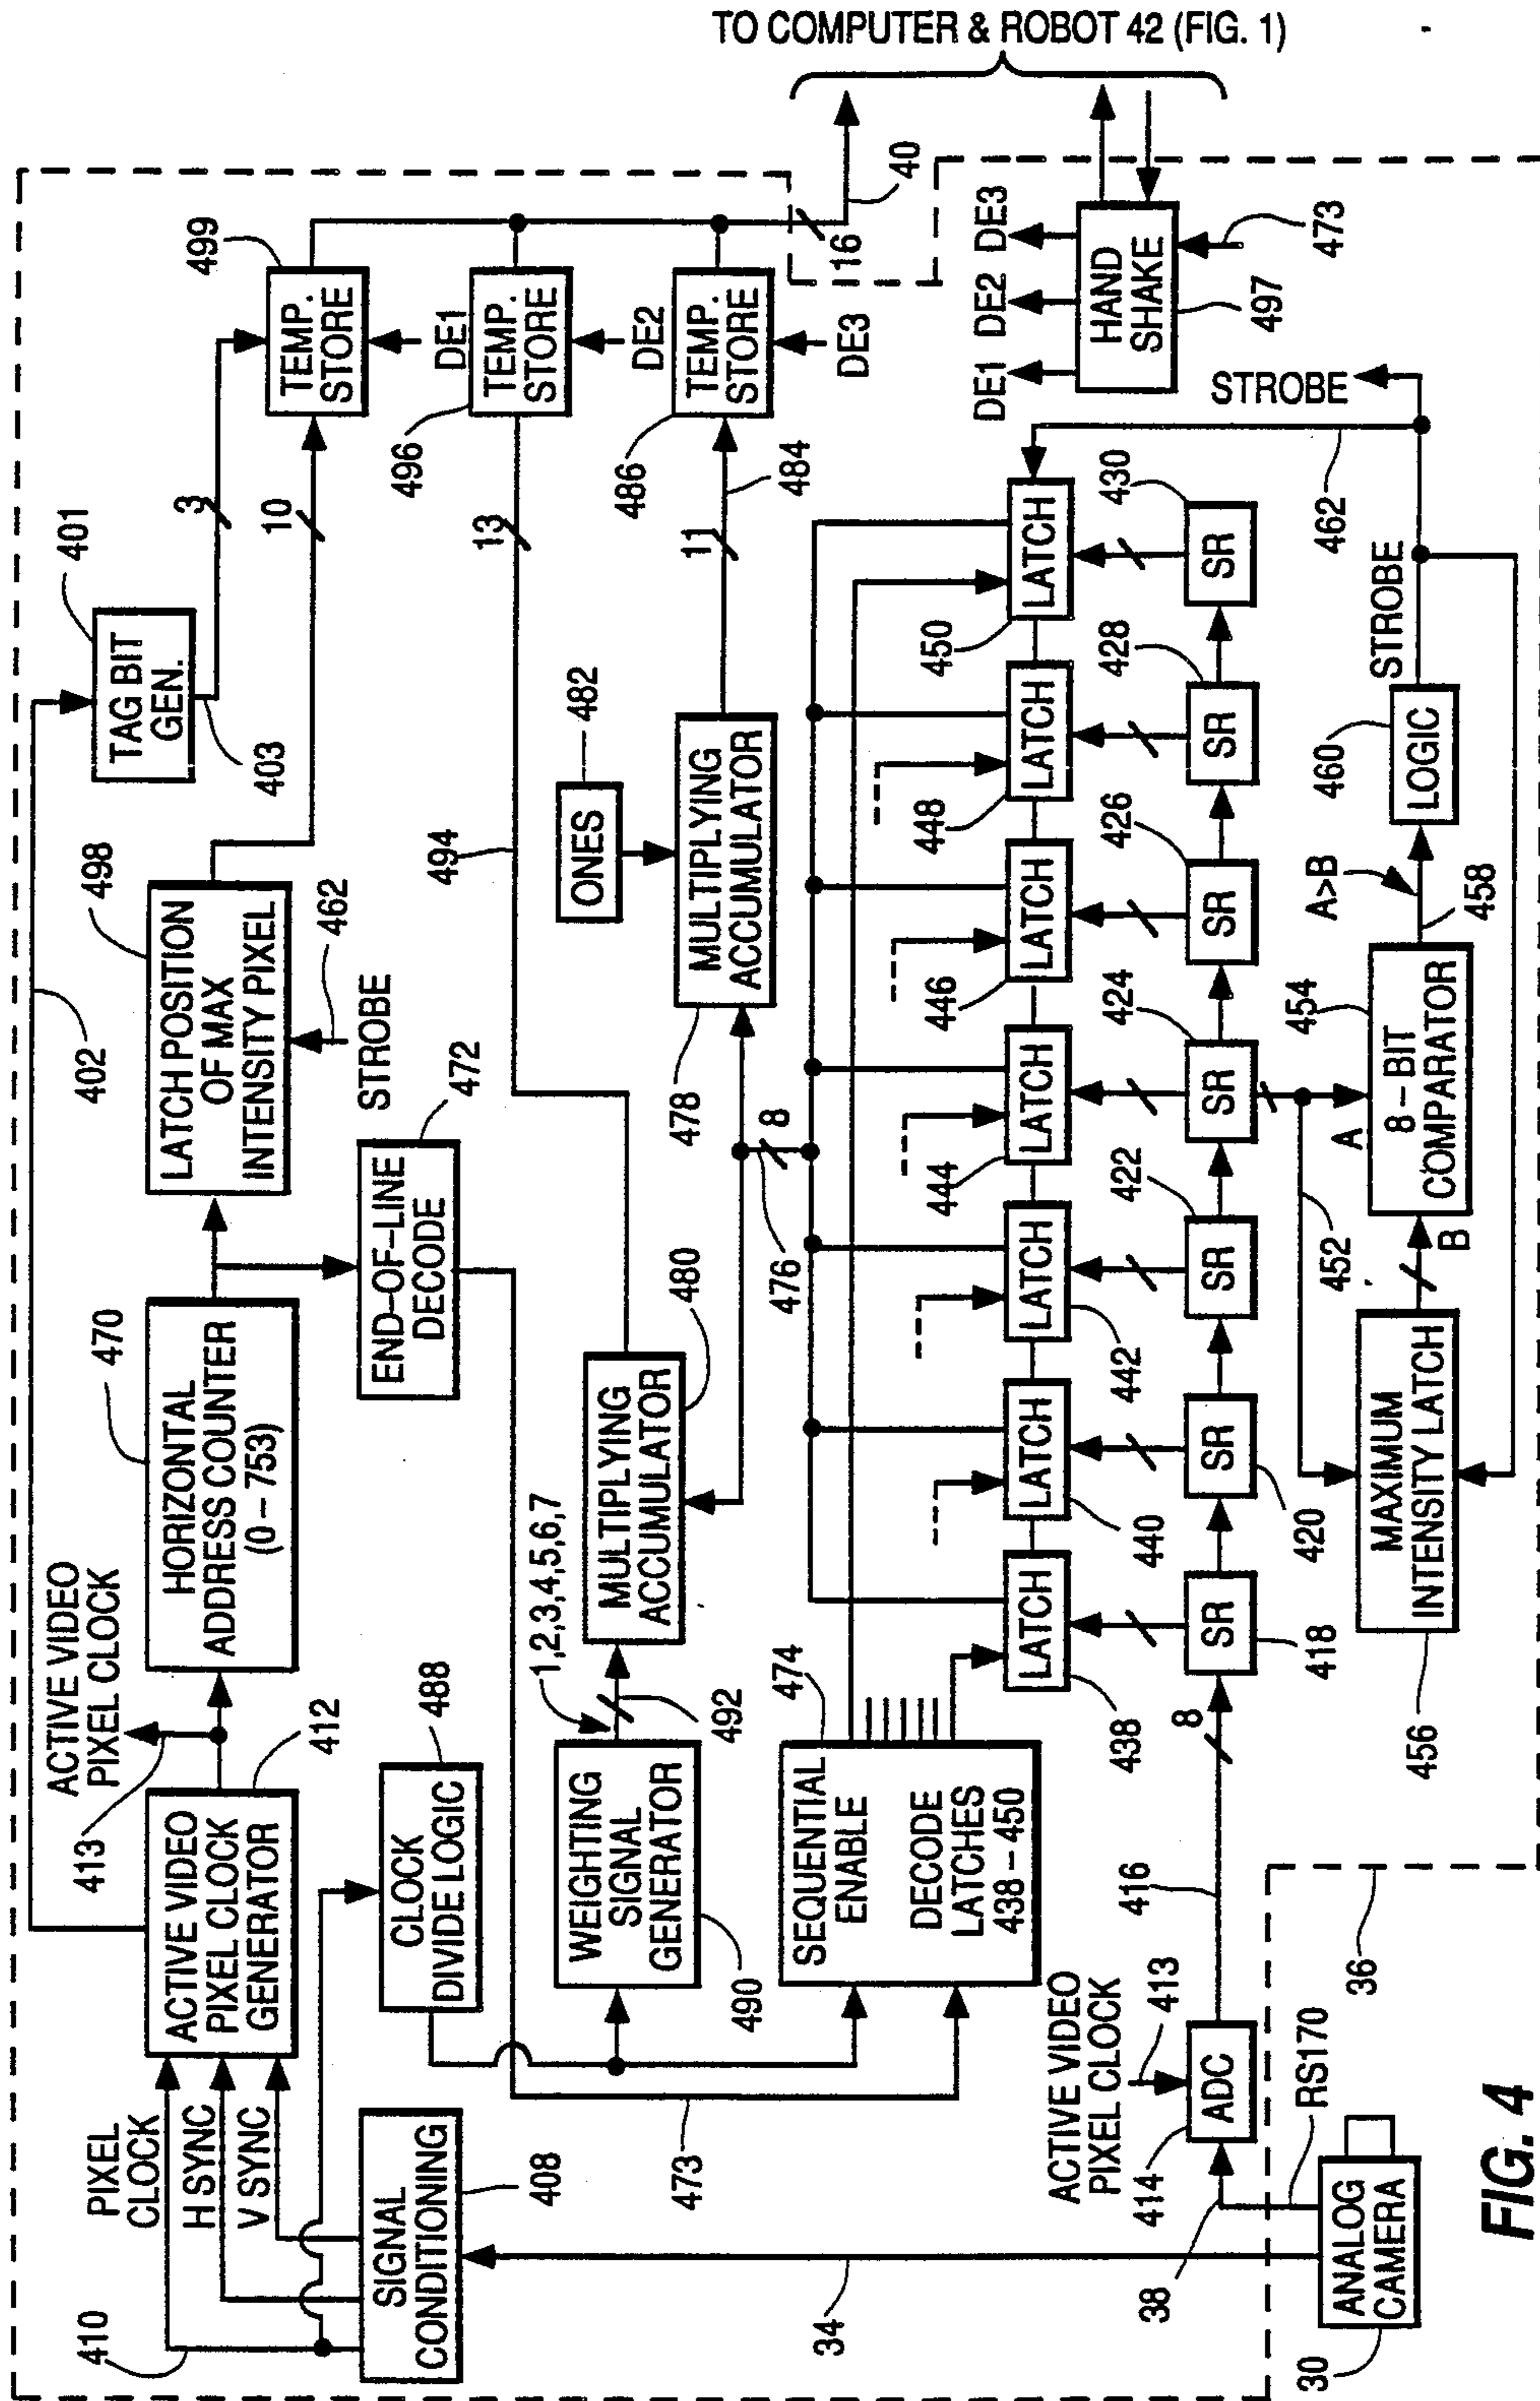 TO COMPUTER & ROBOT 42 (FIG. 1)
410
PIXEL
CLOCK
H SYNC
V SYNC
SIGNAL
CONDITIONING
408
ACTIVE VIDEO
PIXEL CLOCK
GENERATOR
412
413
ACTIVE VIDEO
PIXEL CLOCK
HORIZONTAL
ADDRESS COUNTER
(0 – 753)
470
402
LATCH POSITION
OF MAX
INTENSITY PIXEL
498
462
STROBE
TAG BIT
GEN.
401
403
3
10
TEMP.
STORE
499
DE1
CLOCK
DIVIDE LOGIC
488
END–OF–LINE
DECODE
472
473
494
13
TEMP.
STORE
496
DE2
WEIGHTING
SIGNAL
GENERATOR
490
492
1,2,3,4,5,6,7
MULTIPLYING
ACCUMULATOR
480
476
8
MULTIPLYING
ACCUMULATOR
478
ONES
482
11
484
TEMP.
STORE
486
DE3
16
40
SEQUENTIAL
ENABLE
DECODE
LATCHES
438 – 450
474
LATCH
438
LATCH
440
LATCH
442
LATCH
444
LATCH
446
LATCH
448
LATCH
450
DE1
DE2
DE3
HAND
SHAKE
473
497
STROBE
ACTIVE VIDEO
PIXEL CLOCK
413
ADC
414
416
8
SR
418
SR
420
SR
422
SR
424
SR
426
SR
428
SR
430
462
34
38
RS170
ANALOG
CAMERA
30
36
MAXIMUM
INTENSITY LATCH
456
452
B
A
8 – BIT
COMPARATOR
454
A>B
458
LOGIC
460
STROBE
FIG. 4